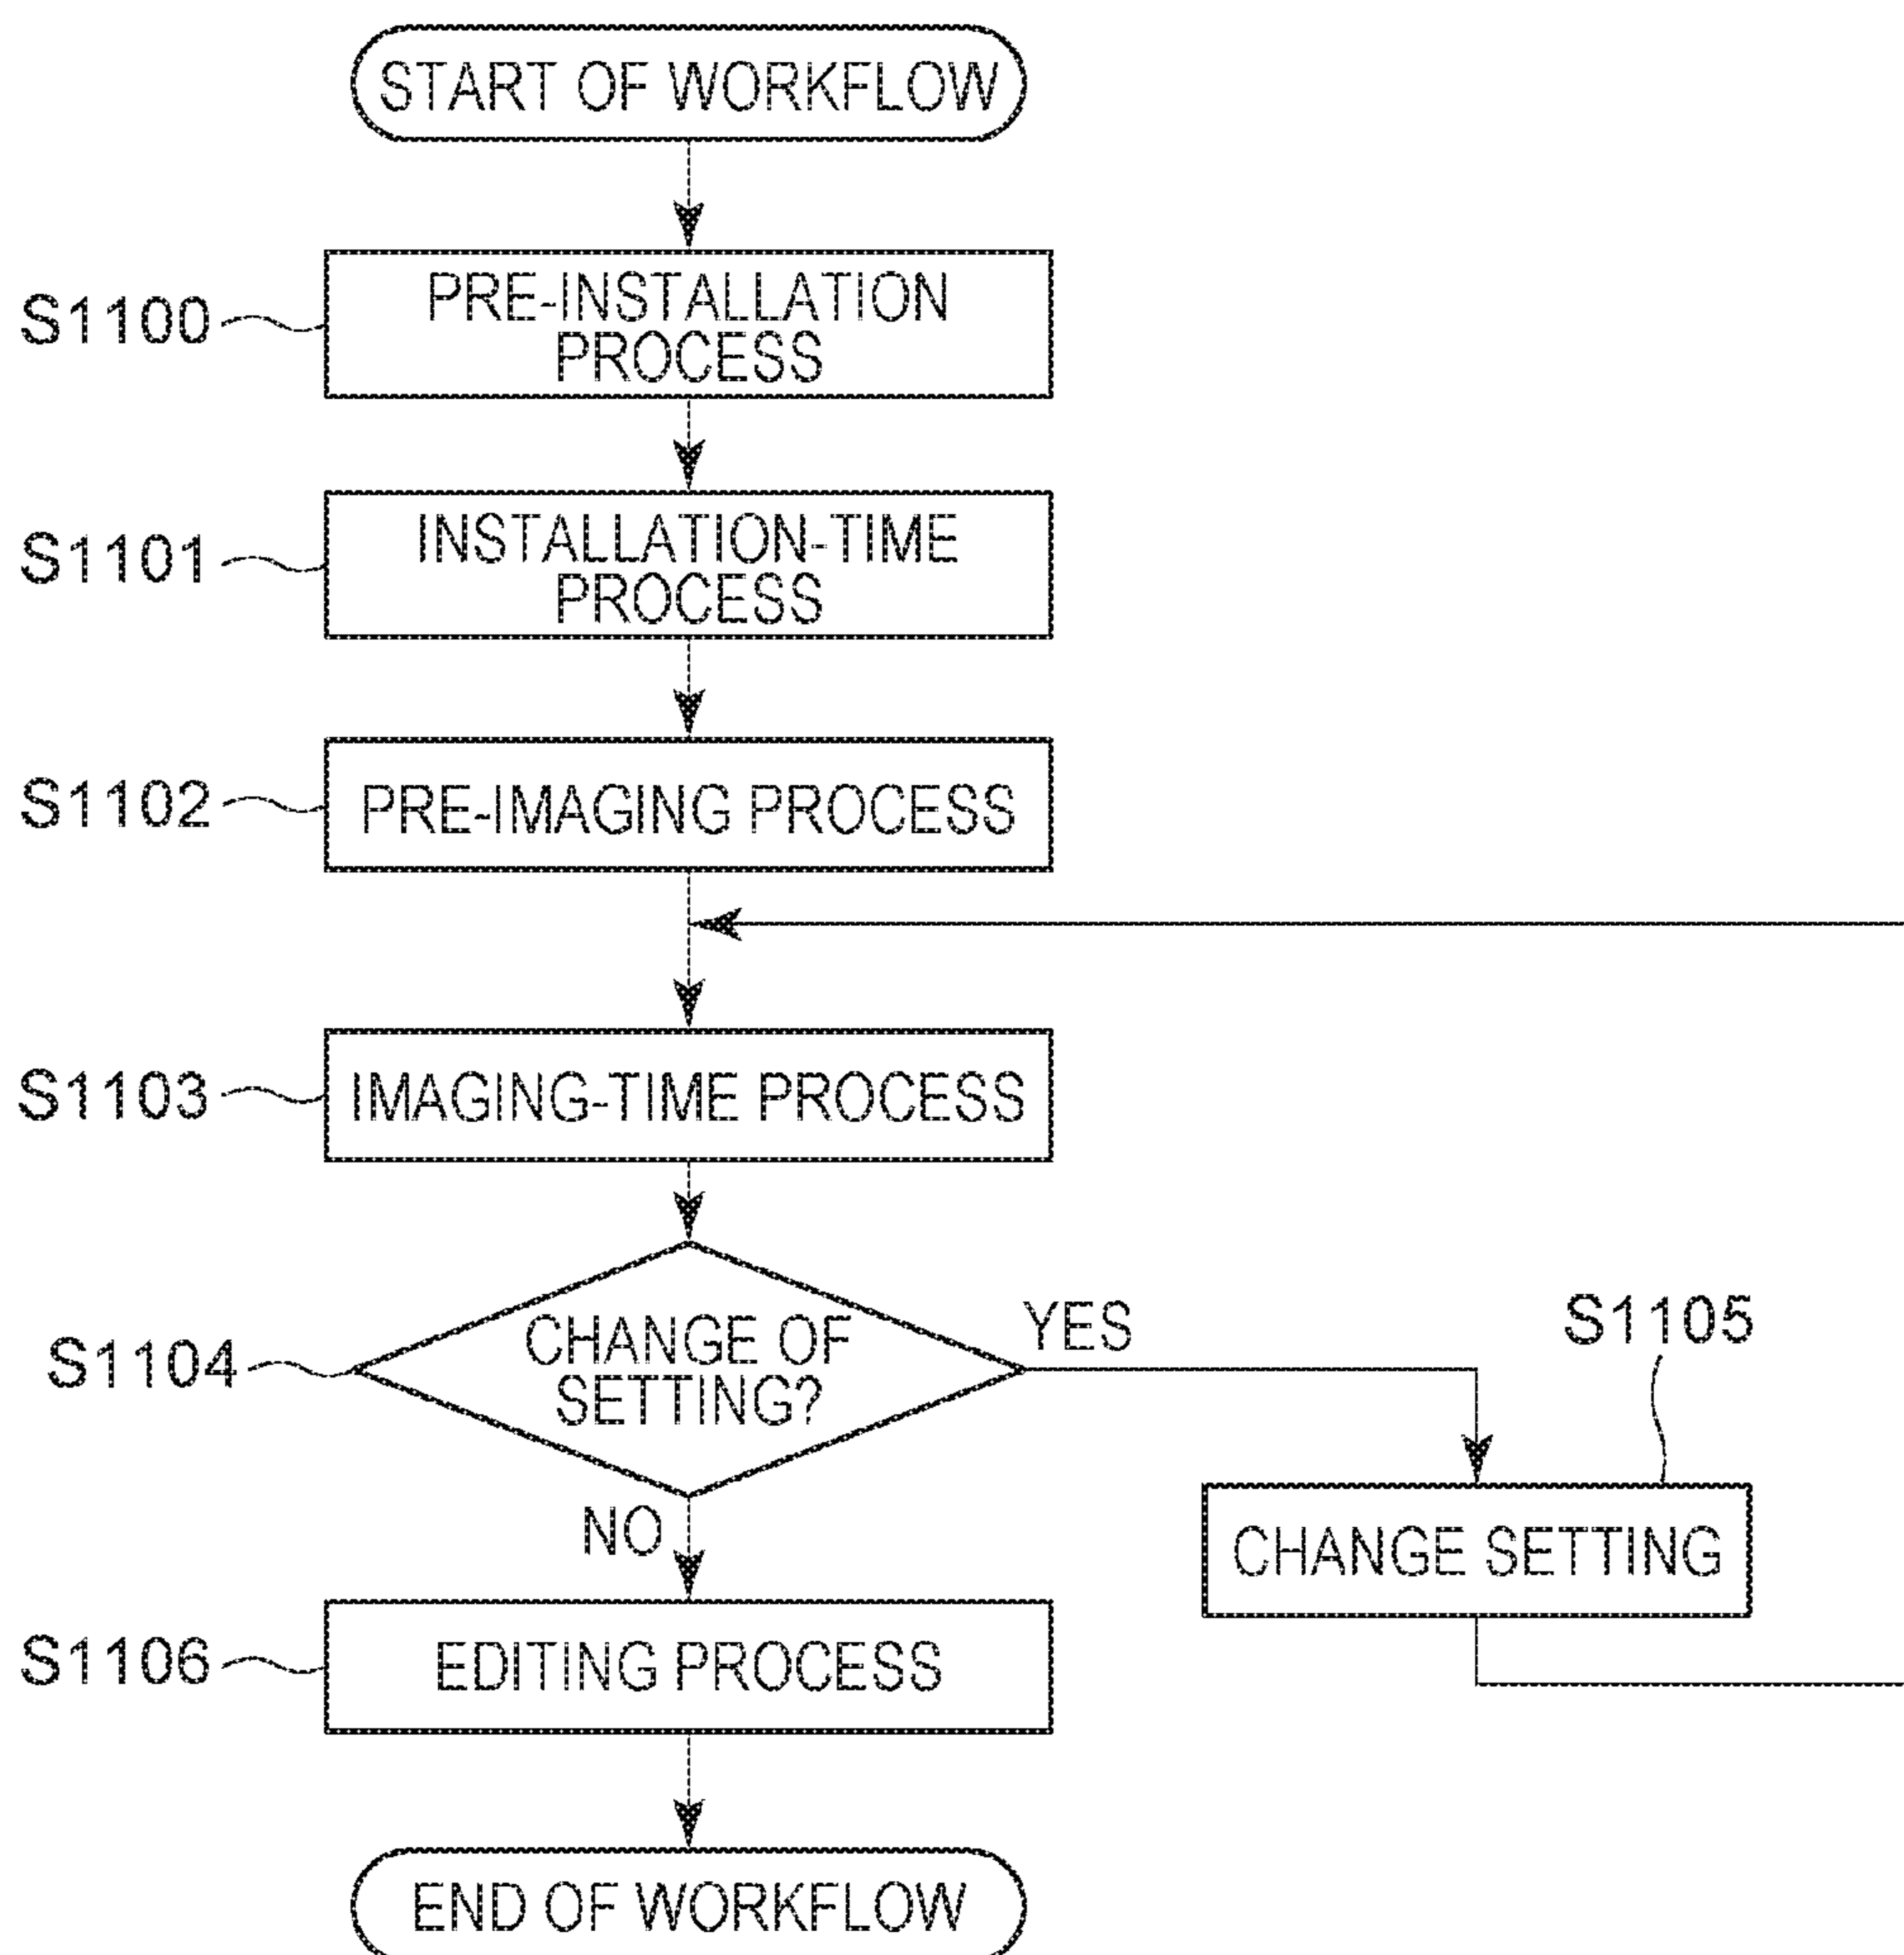 START OF WORKFLOW
S1100
PRE-INSTALLATION
PROCESS
S1101
INSTALLATION-TIME
PROCESS
S1102
PRE-IMAGING PROCESS
S1103
IMAGING-TIME PROCESS
S1104
CHANGE OF
SETTING?
YES
S1105
CHANGE SETTING
NO
S1106
EDITING PROCESS
END OF WORKFLOW